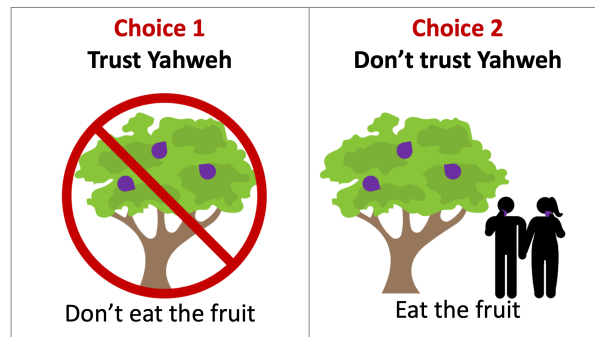 Choice 1
Trust Yahweh
Don’t eat the fruit
Choice 2
Don’t trust Yahweh
Eat the fruit